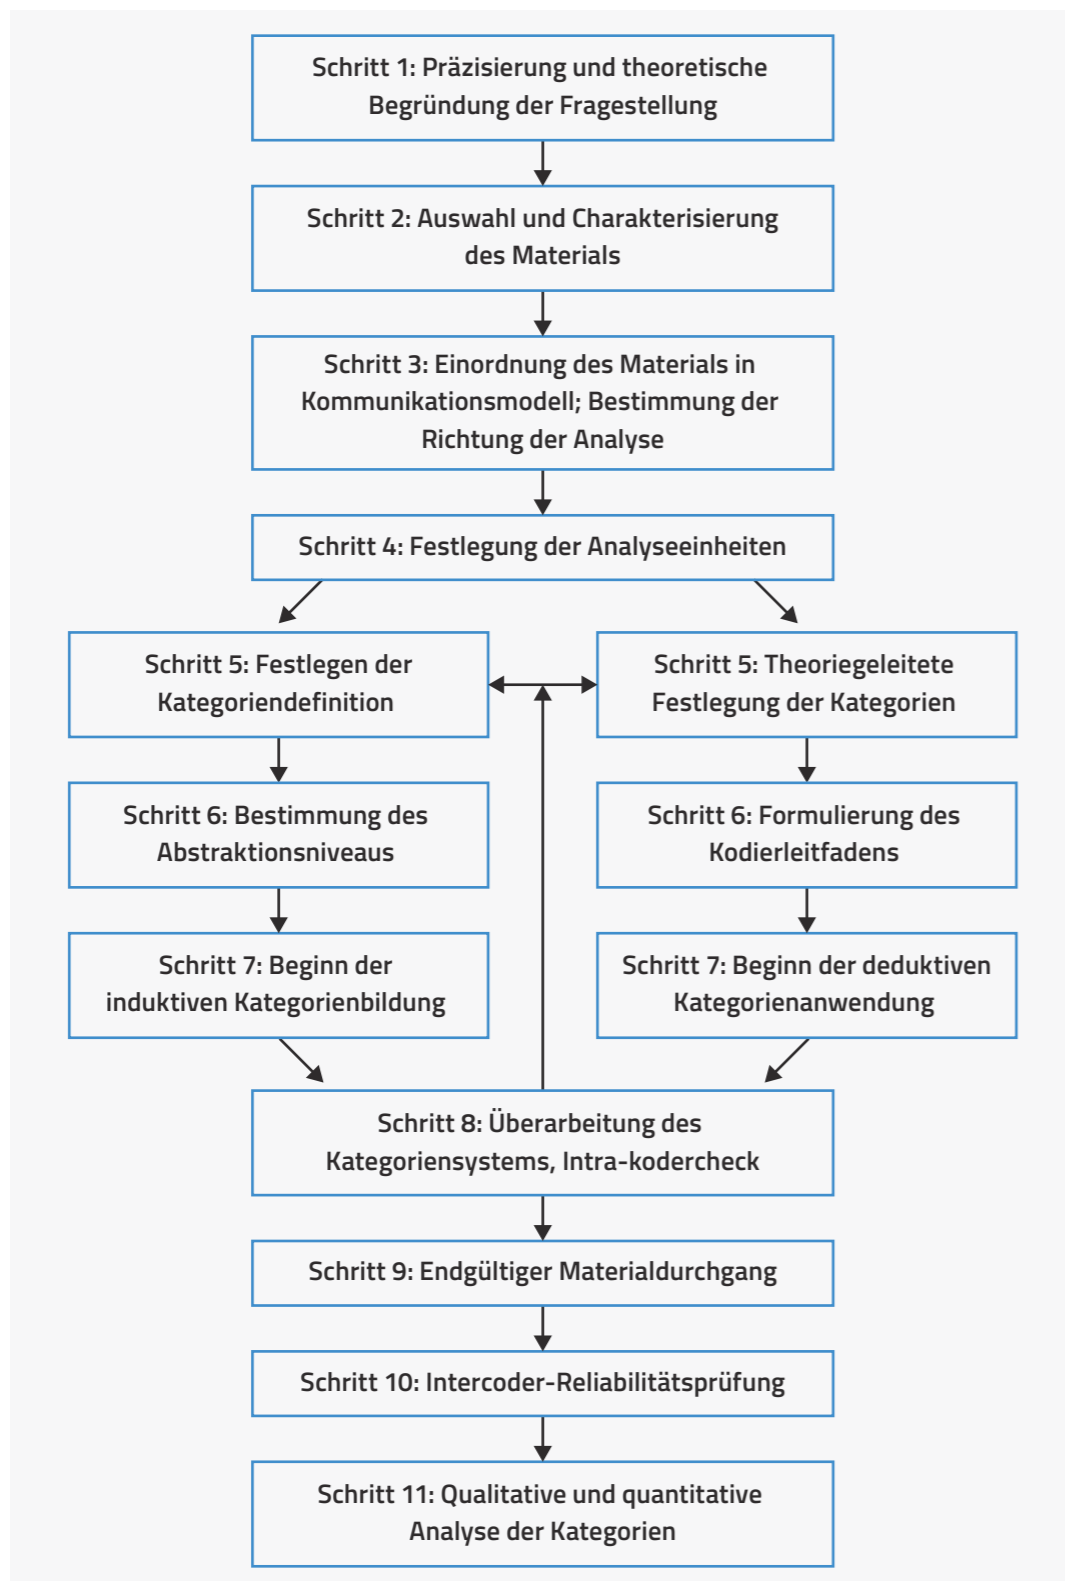 Schritt 1: Präzisierung und theoretische
Begründung der Fragestellung
Schritt 2: Auswahl und Charakterisierung
des Materials
Schritt 3: Einordnung des Materials in
Kommunikationsmodell; Bestimmung der
Richtung der Analyse
Schritt 4: Festlegung der Analyseeinheiten
Schritt 5: Festlegen der
Kategoriendefinition
Schritt 5: Theoriegeleitete
Festlegung der Kategorien
Schritt 6: Bestimmung des
Abstraktionsniveaus
Schritt 6: Formulierung des
Kodierleitfadens
Schritt 7: Beginn der
induktiven Kategorienbildung
Schritt 7: Beginn der deduktiven
Kategorienanwendung
Schritt 8: Überarbeitung des
Kategoriensystems, Intra-kodercheck
Schritt 9: Endgültiger Materialdurchgang
Schritt 10: Intercoder-Reliabilitätsprüfung
Schritt 11: Qualitative und quantitative
Analyse der Kategorien